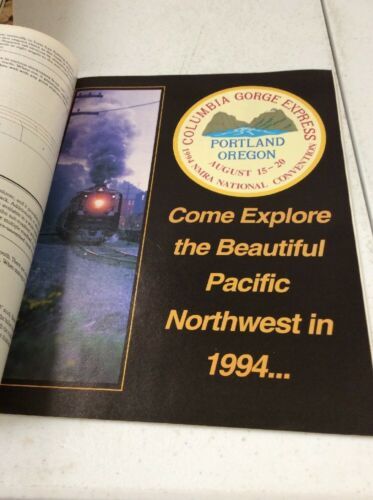 COLUMBIA GORGE EXPRESS
PORTLAND
OREGON
AUGUST 15-20
1994 NMRA NATIONAL CONVENTION
Come Explore
the Beautiful
Pacific
Northwest in
1994...